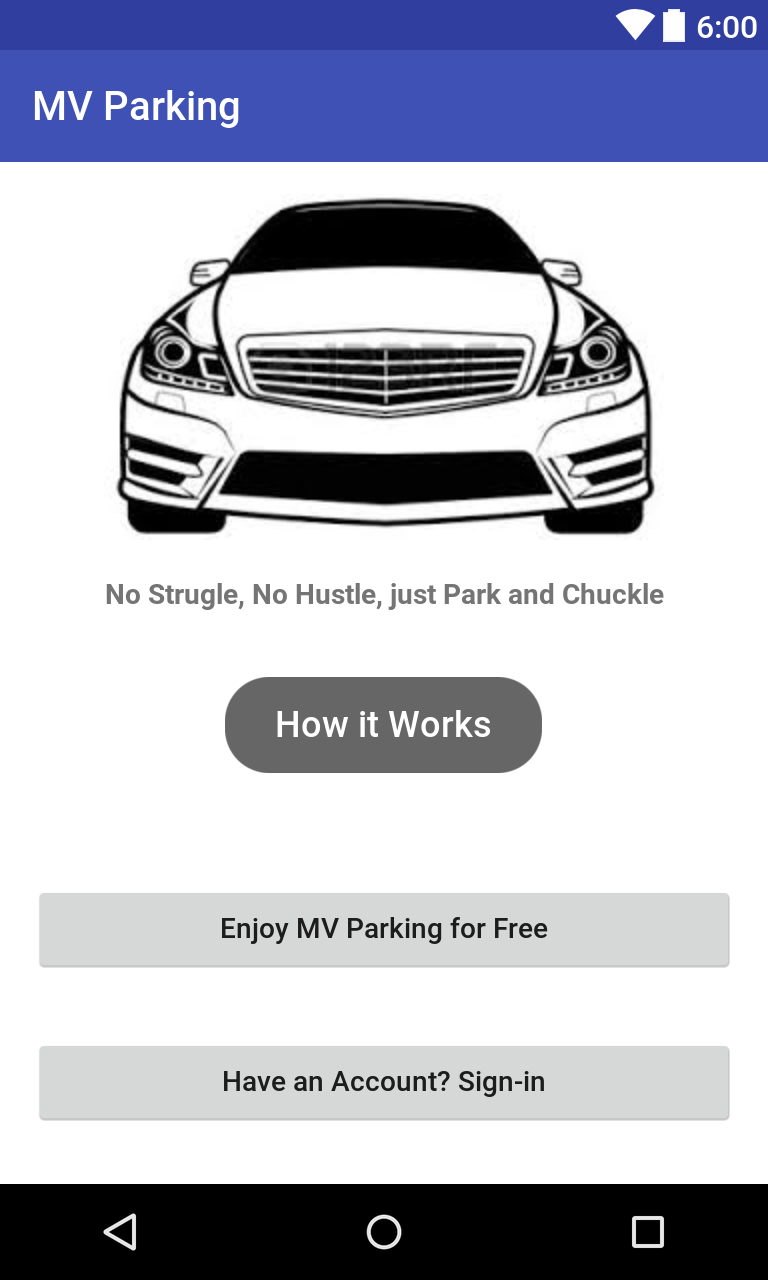 6:00
MV Parking
No Strugle, No Hustle, just Park and Chuckle
How it Works
Enjoy MV Parking for Free
Have an Account? Sign-in